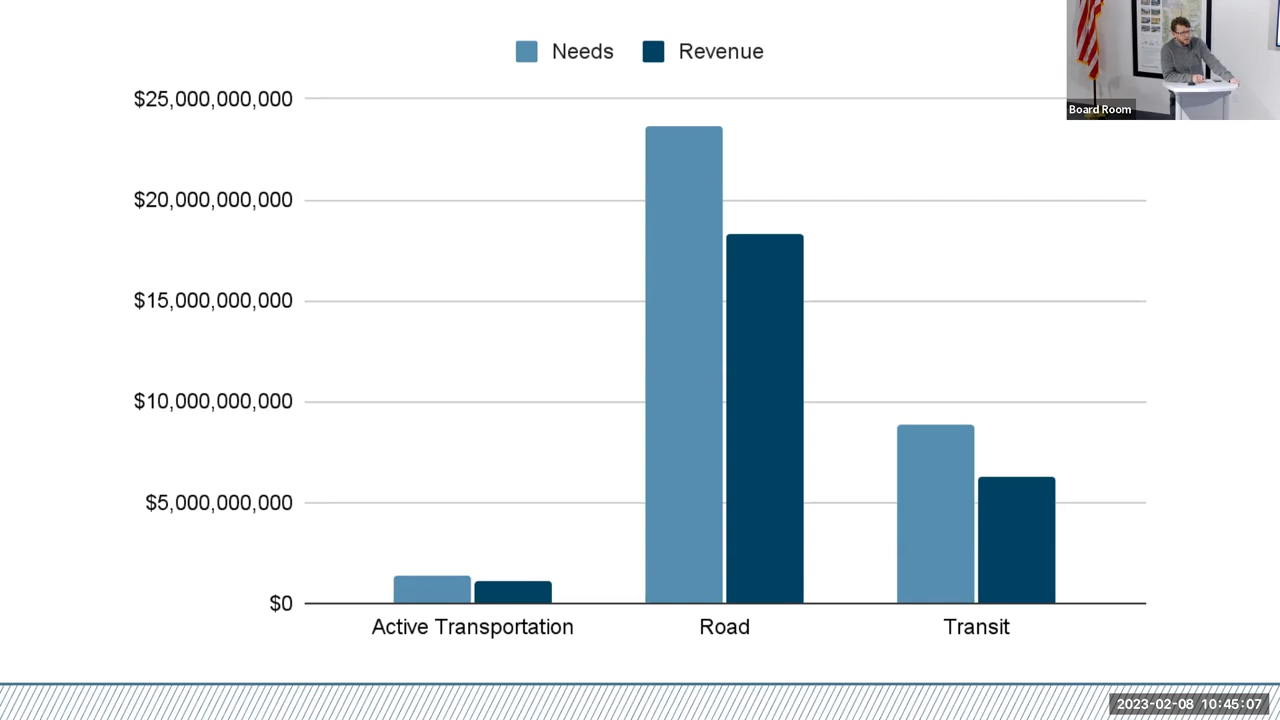 Needs Revenue
$25,000,000,000
$20,000,000,000
$15,000,000,000
$10,000,000,000
$5,000,000,000
$0
Active Transportation Road Transit
Board Room
2023-02-08 10:45:07